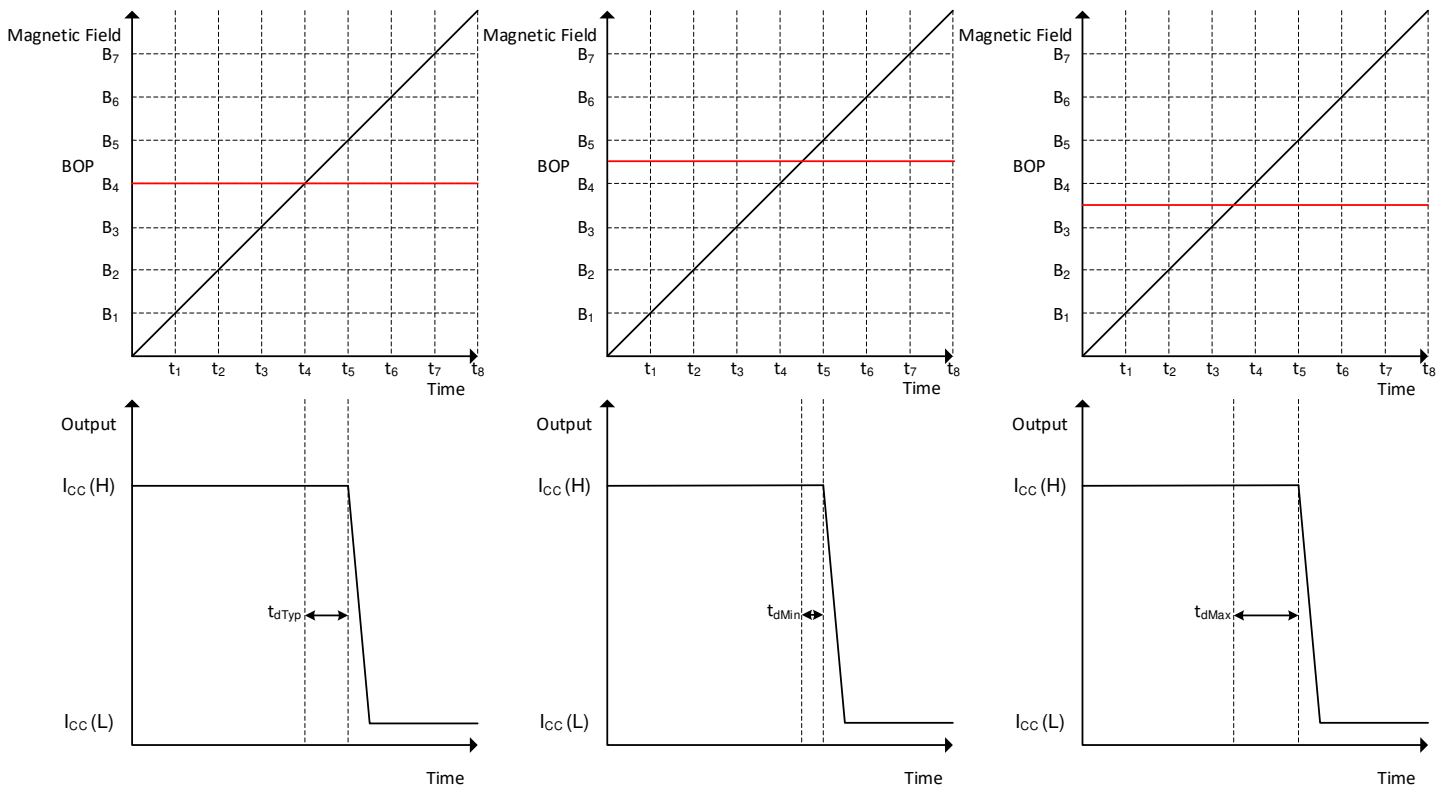 Magnetic Field
B7
B6
B5
BOP
B4
B3
B2
B1
t1 t2 t3 t4 t5 t6 t7 t8
Time
Output
ICC (H)
tdTyp
ICC (L)
Time
Magnetic Field
B7
B6
B5
BOP
B4
B3
B2
B1
t1 t2 t3 t4 t5 t6 t7 t8
Time
Output
ICC (H)
tdMin
ICC (L)
Time
Magnetic Field
B7
B6
B5
BOP
B4
B3
B2
B1
t1 t2 t3 t4 t5 t6 t7 t8
Time
Output
ICC (H)
tdMax
ICC (L)
Time